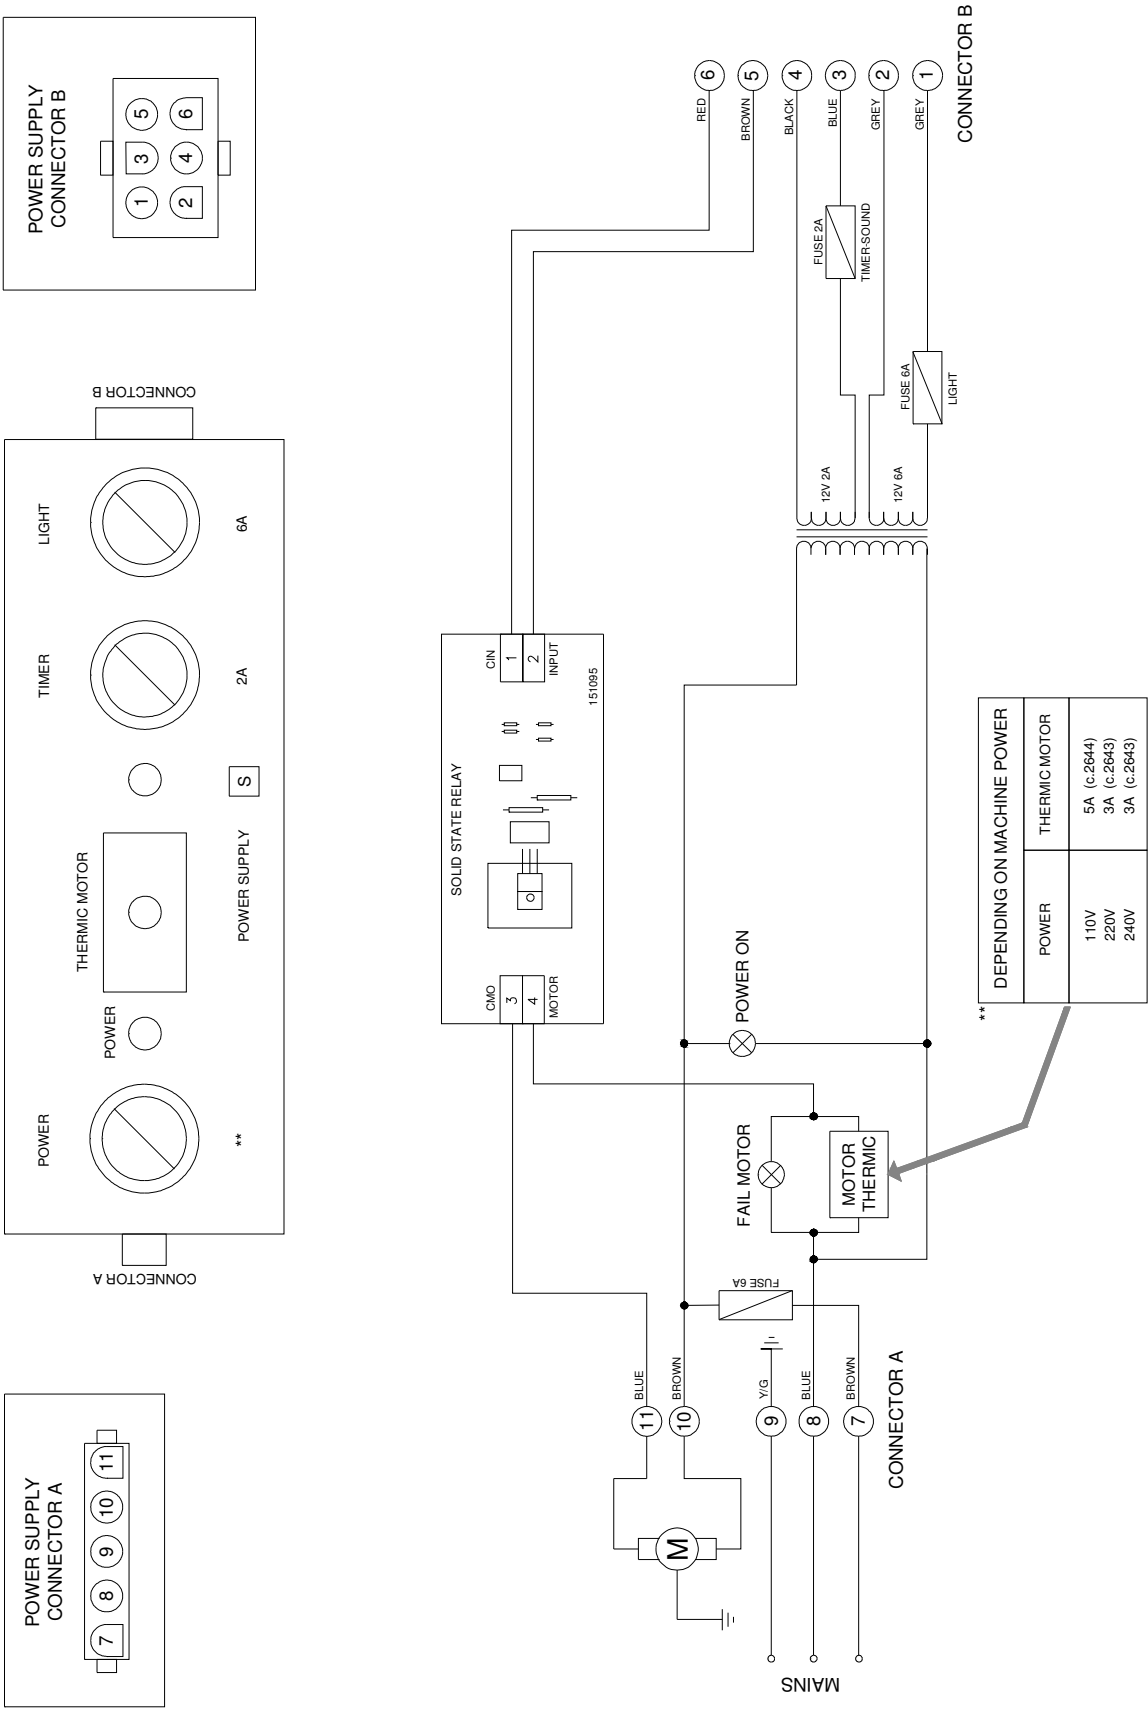 POWER SUPPLY
CONNECTOR A
7
8
9
10
11
CONNECTOR A
POWER
**
POWER
THERMIC MOTOR
POWER SUPPLY
S
TIMER
2A
LIGHT
6A
CONNECTOR B
POWER SUPPLY
CONNECTOR B
1
3
5
2
4
6
SOLID STATE RELAY
CMO
3
4
MOTOR
CIN
1
2
INPUT
151095
MAINS
M
11
BLUE
10
BROWN
9
Y/G
8
BLUE
7
BROWN
CONNECTOR A
FUSE 6A
FAIL MOTOR
MOTOR
THERMIC
POWER ON
12V 2A
12V 6A
FUSE 2A
TIMER-SOUND
FUSE 6A
LIGHT
RED
6
BROWN
5
BLACK
4
BLUE
3
GREY
2
GREY
1
CONNECTOR B
**
DEPENDING ON MACHINE POWER
POWER THERMIC MOTOR
110V 5A (c.2644)
220V 3A (c.2643)
240V 3A (c.2643)